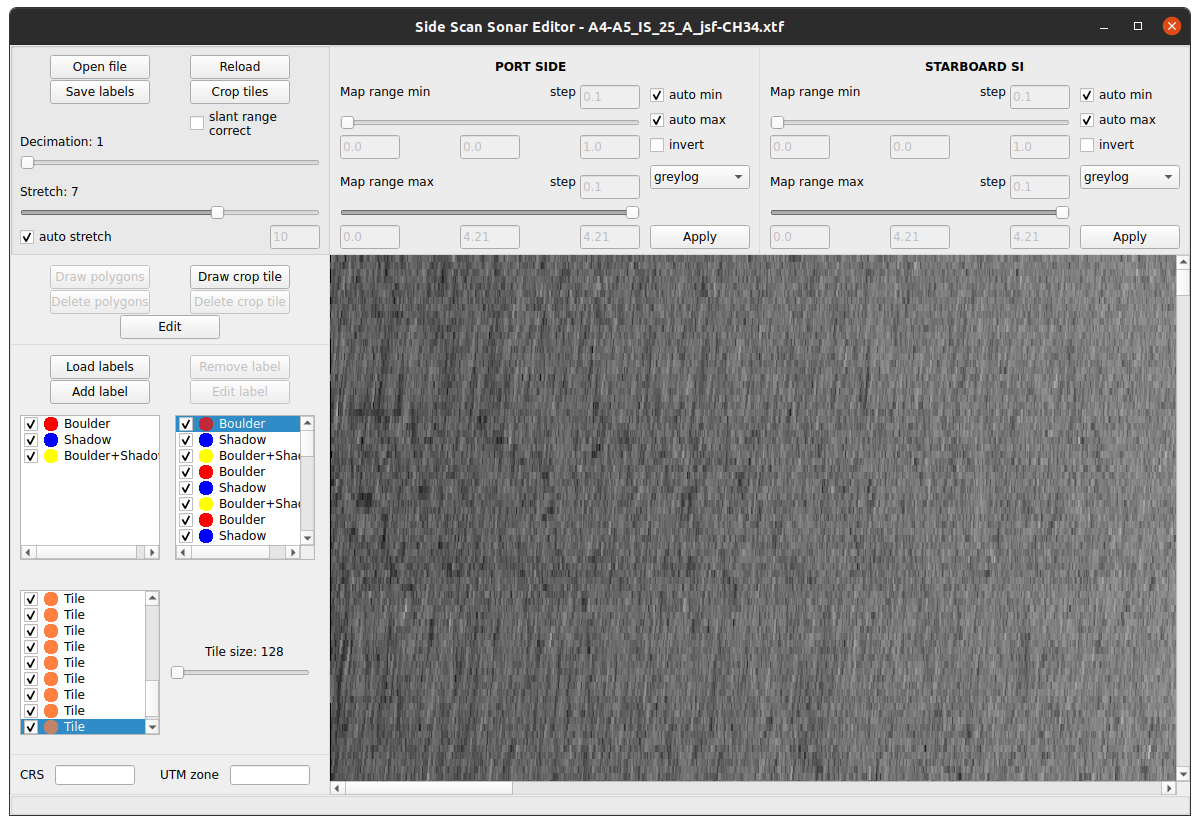 Side Scan Sonar Editor - A4-A5_IS_25_A_jsf-CH34.xtf
Open file
Reload
Save labels
Crop tiles
slant range
correct
Decimation: 1
Stretch: 7
auto stretch
10
PORT SIDE
Map range min
step
0.1
auto min
auto max
0.0
0.0
1.0
invert
Map range max
step
0.1
greylog
0.0
4.21
4.21
Apply
STARBOARD SI
Map range min
step
0.1
auto min
auto max
0.0
0.0
1.0
invert
Map range max
step
0.1
greylog
0.0
4.21
4.21
Apply
Draw polygons
Draw crop tile
Delete polygons
Delete crop tile
Edit
Load labels
Remove label
Add label
Edit label
Boulder
Shadow
Boulder+Shado
Boulder
Shadow
Boulder+Sha
Boulder
Shadow
Boulder+Sha
Boulder
Shadow
Tile
Tile
Tile
Tile
Tile
Tile
Tile
Tile
Tile
Tile size: 128
CRS
UTM zone